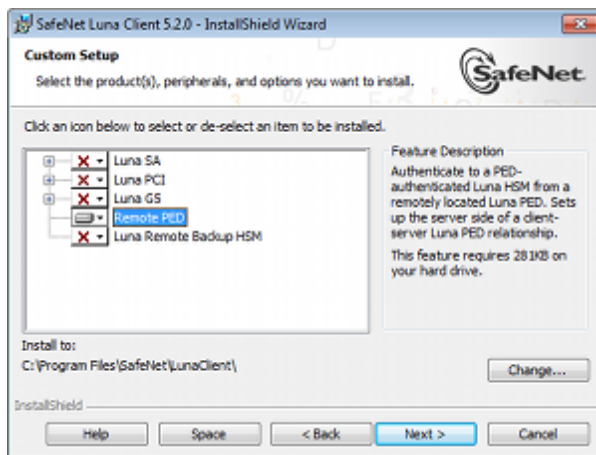 SafeNet Luna Client 5.2.0 - InstallShield Wizard
Custom Setup
Select the product(s), peripherals, and options you want to install.
SafeNet.
Click an icon below to select or de-select an item to be installed.
Luna SA
Luna PCI
Luna GS
Remote PED
Luna Remote Backup HSM
Feature Description
Authenticate to a PED-
authenticated Luna HSM from a
remotely located Luna PED. Sets
up the server side of a client-
server Luna PED relationship.
This feature requires 281KB on
your hard drive.
Install to:
C:\Program Files\SafeNet\LunaClient\
Change...
InstallShield
Help
Space
< Back
Next >
Cancel